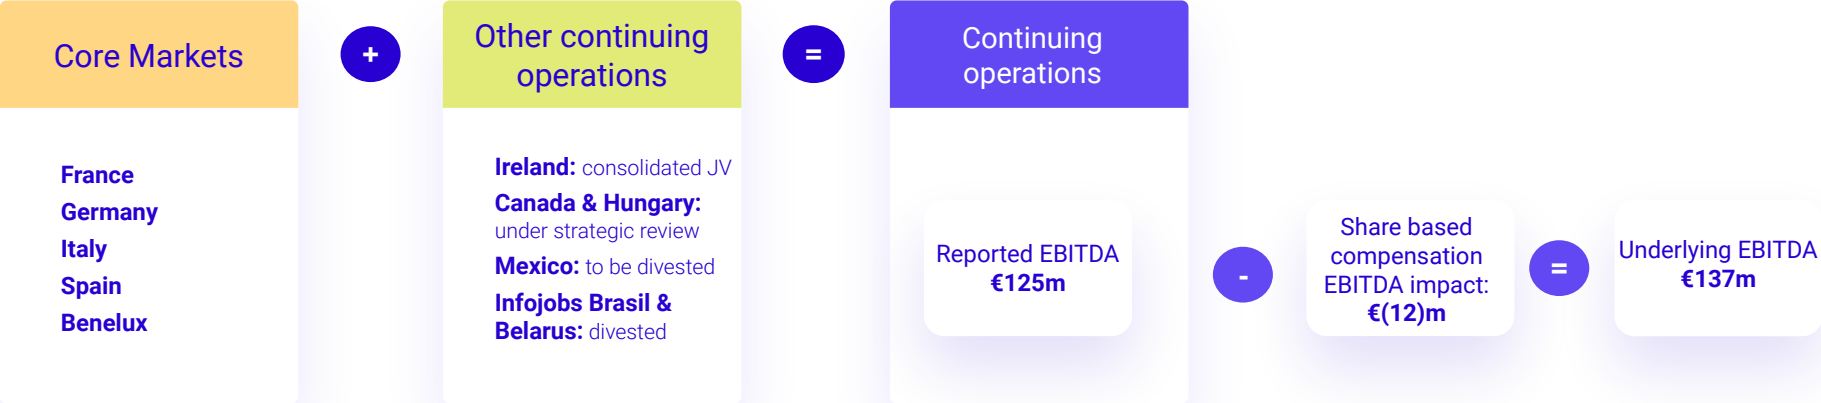 Core Markets
+
Other continuing
operations
=
Continuing
operations
France
Germany
Italy
Spain
Benelux
Ireland: consolidated JV
Canada & Hungary:
under strategic review
Mexico: to be divested
Infojobs Brasil &
Belarus: divested
Reported EBITDA
€125m
-
Share based
compensation
EBITDA impact:
€(12)m
=
Underlying EBITDA
€137m